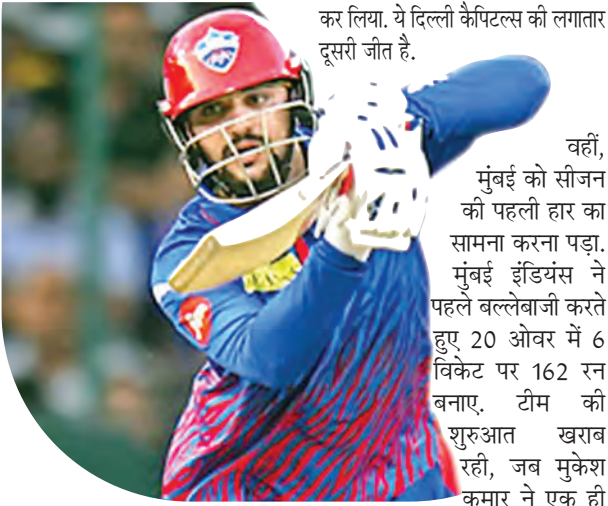 कर लिया. ये दिल्ली कैपिटल्स की लगातार
दूसरी जीत है.
वहीं,
मुंबई को सीजन
की पहली हार का
सामना करना पड़ा.
मुंबई इंडियंस ने
पहले बल्लेबाजी करते
हुए 20 ओवर में 6
विकेट पर 162 रन
बनाए. टीम की
शुरुआत खराब
रही, जब मुकेश
कुमार ने एक ही